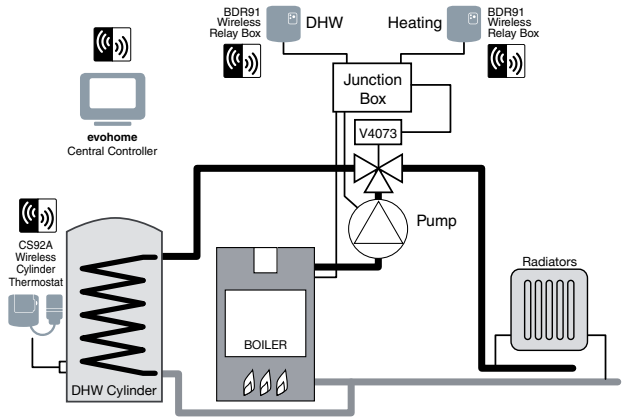 BDR91
Wireless
Relay Box
DHW
Heating
BDR91
Wireless
Relay Box
Junction
Box
V4073
evohome
Central Controller
Pump
CS92A
Wireless
Cylinder
Thermostat
Radiators
BOILER
DHW Cylinder